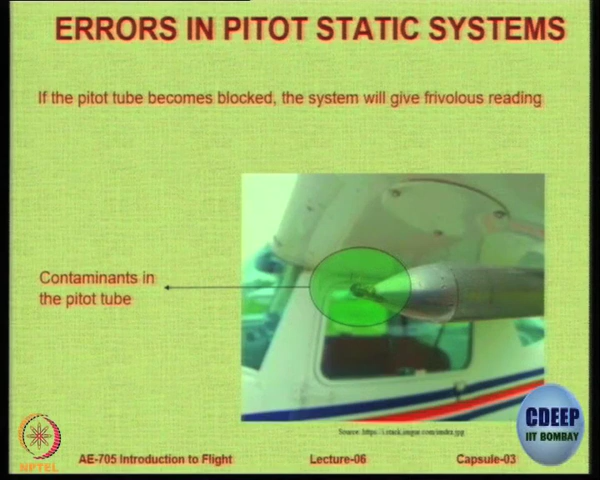 ERRORS IN PITOT STATIC SYSTEMS
If the pitot tube becomes blocked, the system will give frivolous reading
Contaminants in
the pitot tube
CDEEP
IIT BOMBAY
NPTEL
AE-705 Introduction to Flight
Lecture-06
Capsule-03